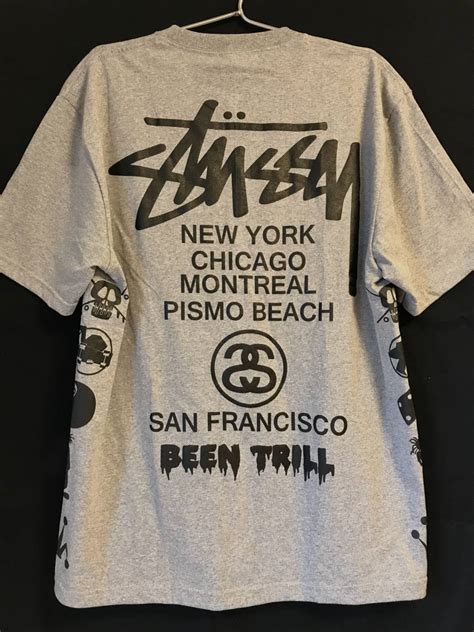 Stüssy
NEW YORK
CHICAGO
MONTREAL
PISMO BEACH
SAN FRANCISCO
BEEN TRILL